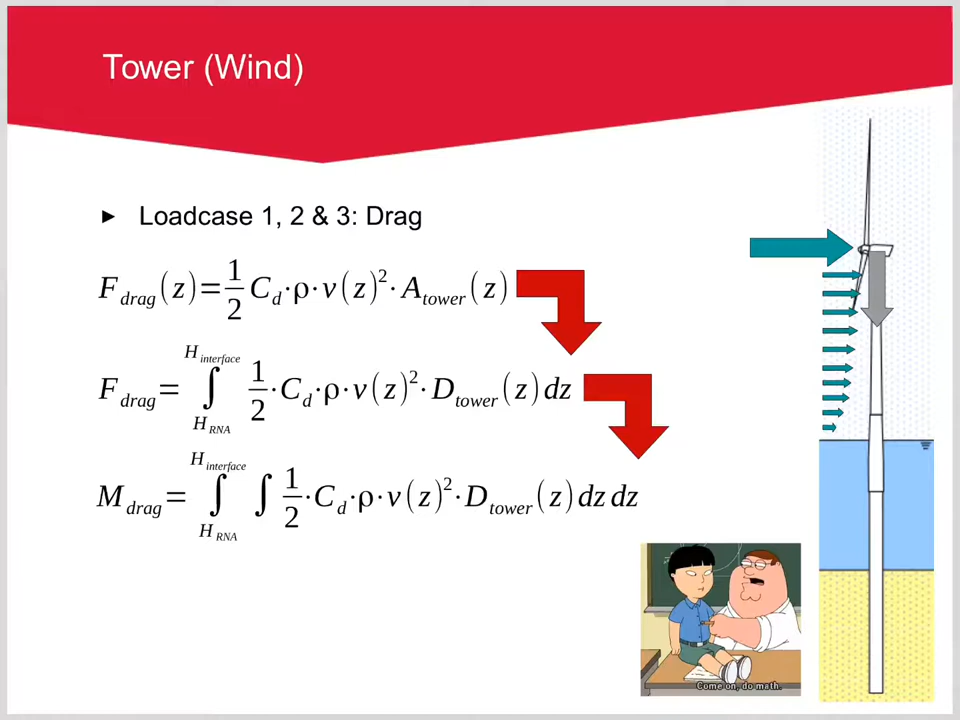 Tower (Wind)
► Loadcase 1, 2 & 3: Drag
F_drag(z)=1/2 C_d·ρ·v(z)²·A_tower(z)
F_drag=∫_{H_RNA}^{H_interface} 1/2·C_d·ρ·v(z)²·D_tower(z)dz
M_drag=∫_{H_RNA}^{H_interface} ∫ 1/2·C_d·ρ·v(z)²·D_tower(z)dz dz
Come on, do math.